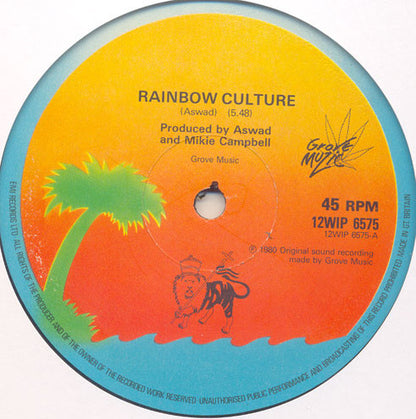 RAINBOW CULTURE
(Aswad) (5.48)
Produced by Aswad
and Mikie Campbell
Grove Music
Grove
MUZIC
45 RPM
12WIP 6575
12WIP 6575-A
℗ 1980 Original sound recording
made by Grove Music
ASWAD
ALL RIGHTS OF THE PRODUCER AND OF THE OWNER OF THE RECORDED WORK RESERVED UNAUTHORISED PUBLIC PERFORMANCE AND BROADCASTING OF THIS RECORD PROHIBITED. MADE IN GT. BRITAIN
RECORDS LTD